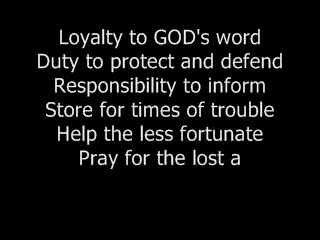 Loyalty to GOD's word
Duty to protect and defend
Responsibility to inform
Store for times of trouble
Help the less fortunate
Pray for the lost a